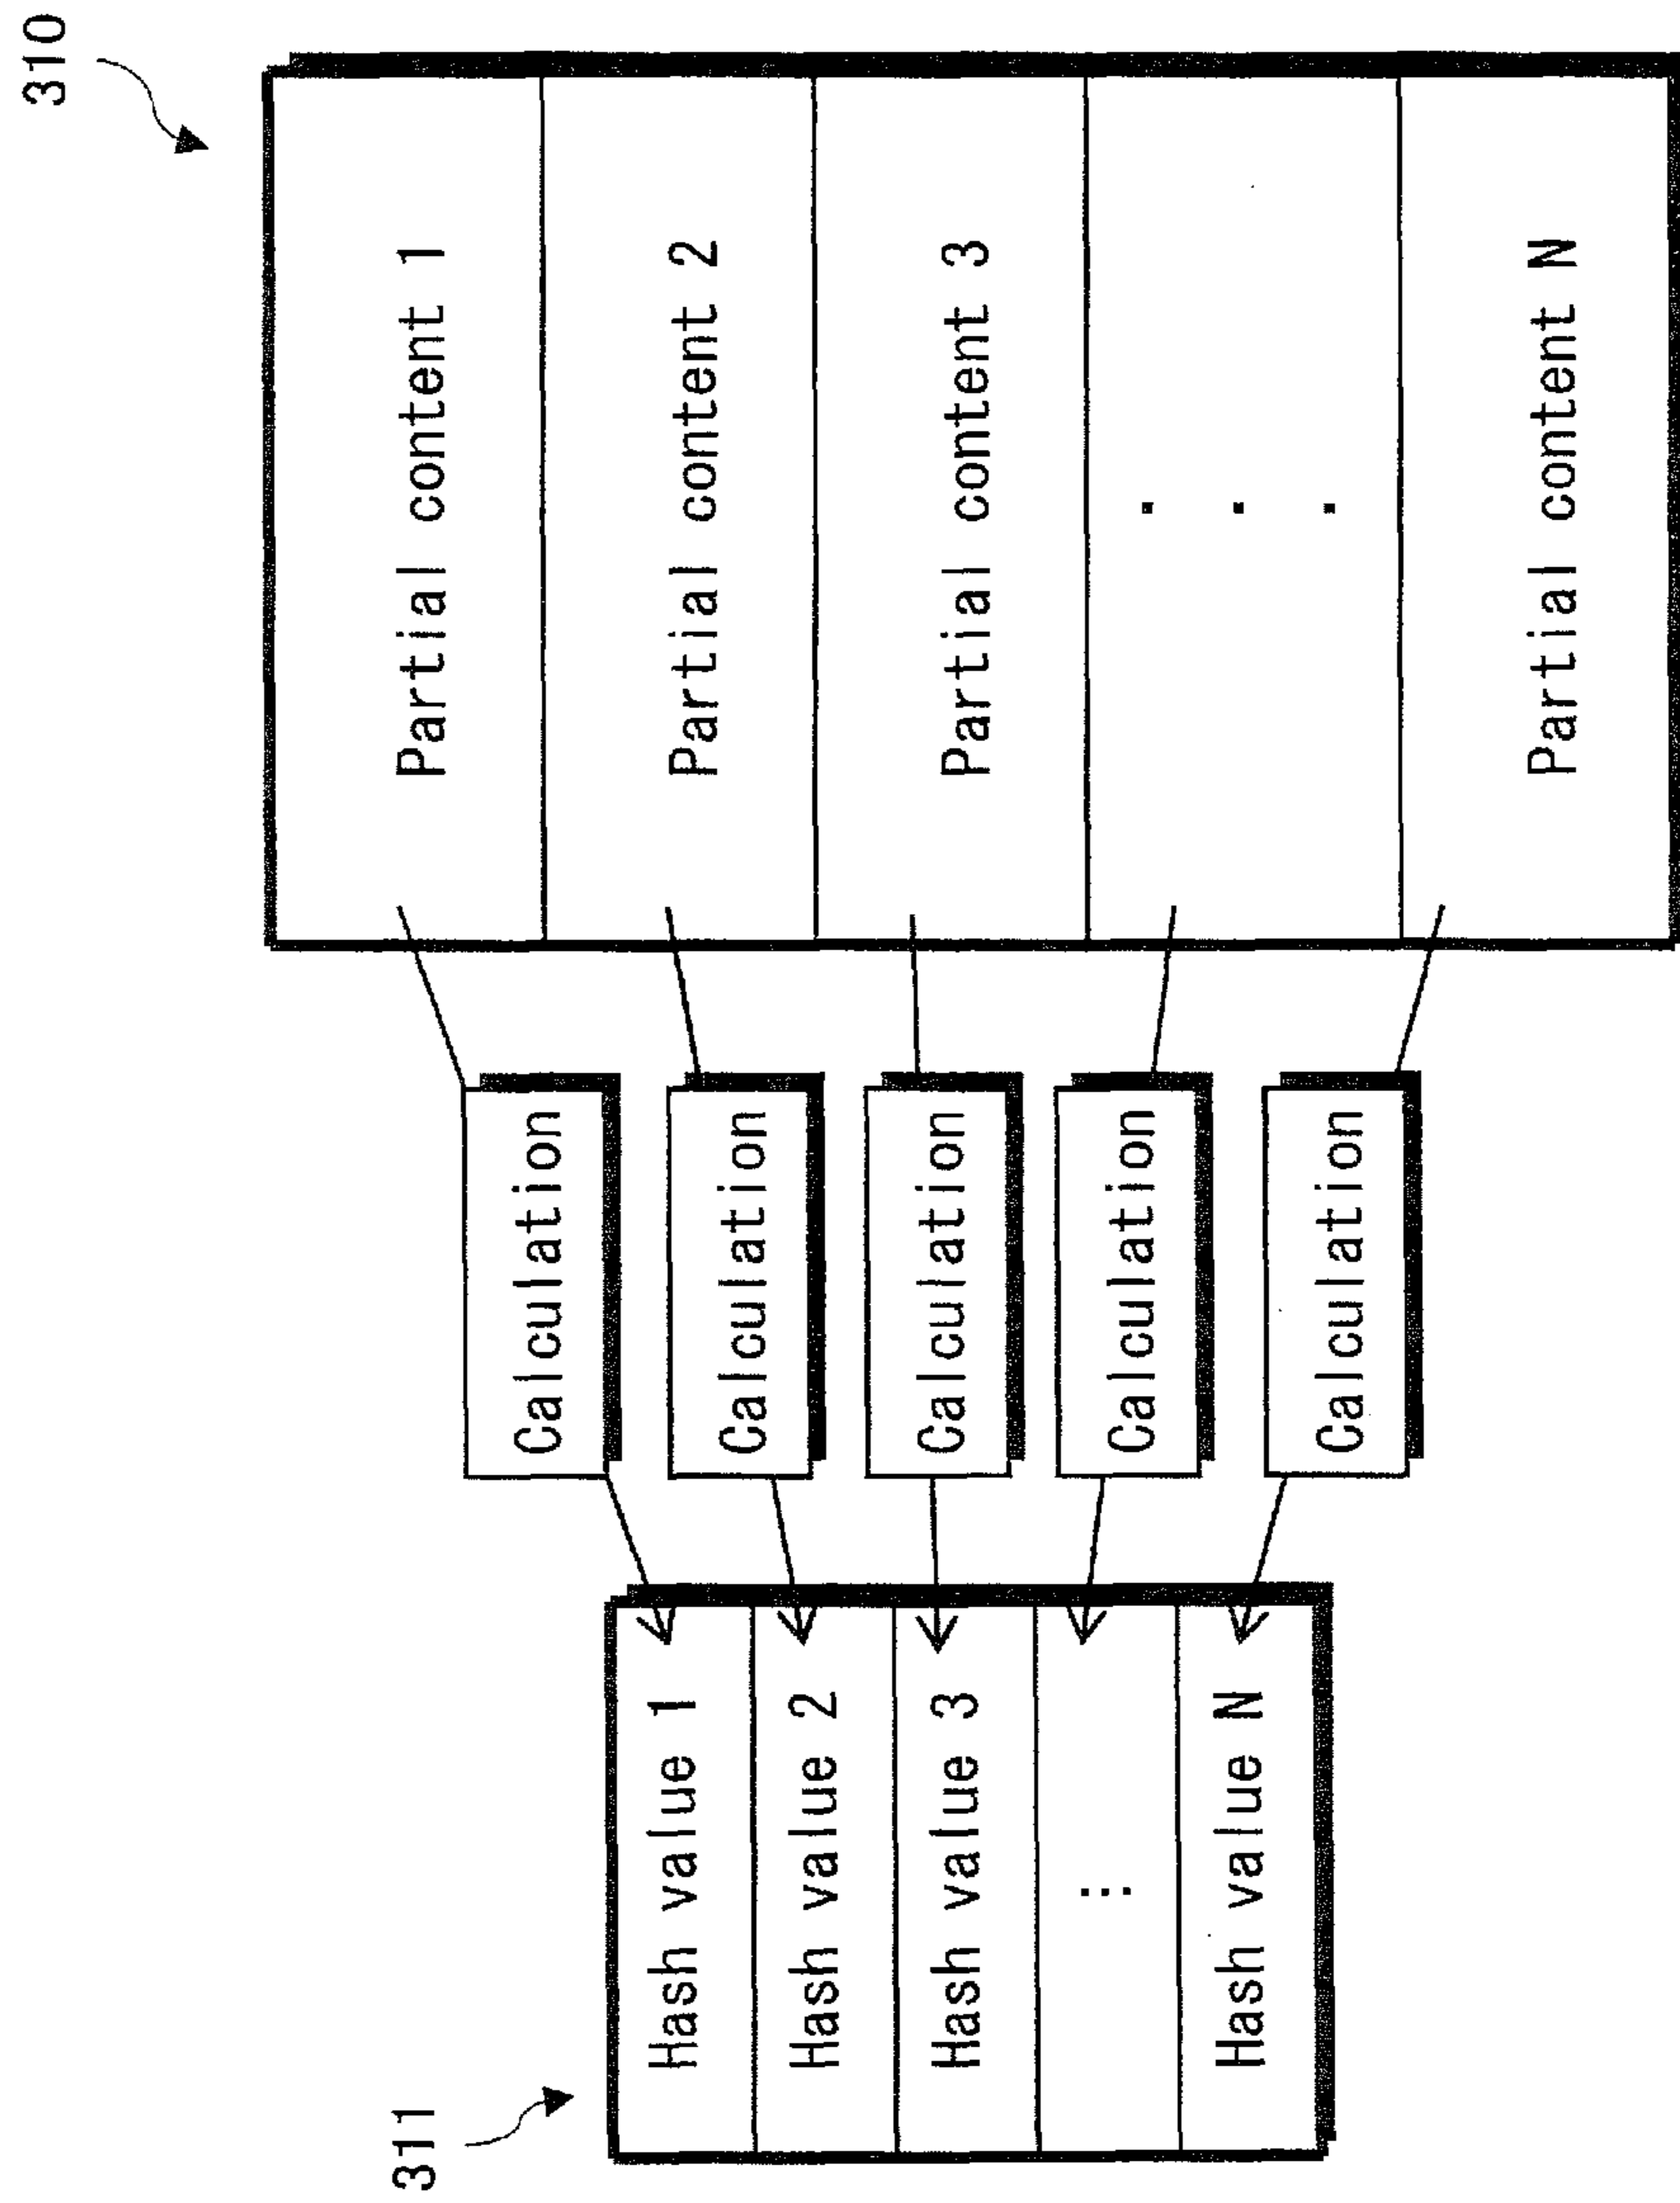 310
311
Hash value 1
Hash value 2
Hash value 3
...
Hash value N
Calculation
Calculation
Calculation
Calculation
Calculation
Partial content 1
Partial content 2
Partial content 3
. . .
Partial content N